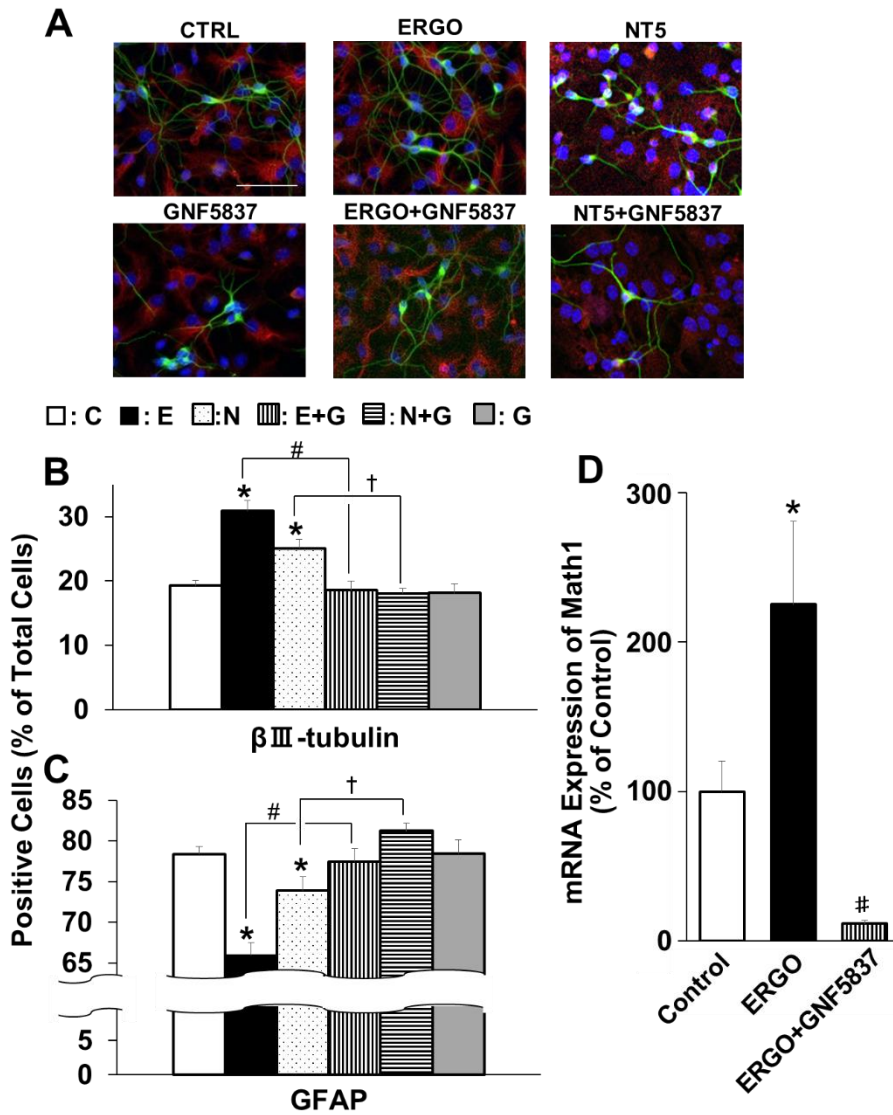 A
CTRL
ERGO
NT5
GNF5837
ERGO+GNF5837
NT5+GNF5837
: C : E :N : E+G : N+G : G
B
Positive Cells (% of Total Cells)
30
20
10
0
*
*
#
†
βⅢ-tubulin
C
85
80
75
70
65
5
0
*
*
#
†
GFAP
D
mRNA Expression of Math1
(% of Control)
300
200
100
0
*
#
Control
ERGO
ERGO+GNF5837